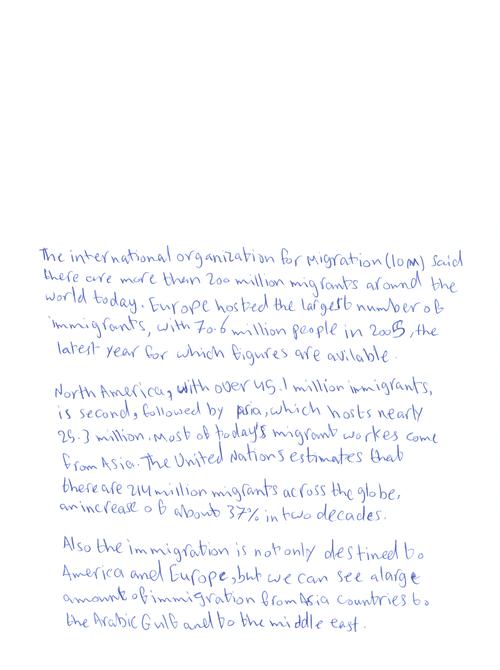 The international organization for Migration (IOM) said
there are more than 200 million migrants around the
world today. Europe hosted the largest number of
immigrants, with 70.6 million people in 2005, the
latest year for which figures are avilable.
North America, with over 45.1 million immigrants,
is second, followed by Asia, which hosts nearly
25.3 million. Most of today's migrant workes come
from Asia. The United Nations estimates that
there are 214 million migrants across the globe,
an increase of about 37% in two decades.
Also the immigration is not only destined to
America and Europe, but we can see a large
amount of immigration from Asia countries to
the Arabic Gulf and to the middle east.